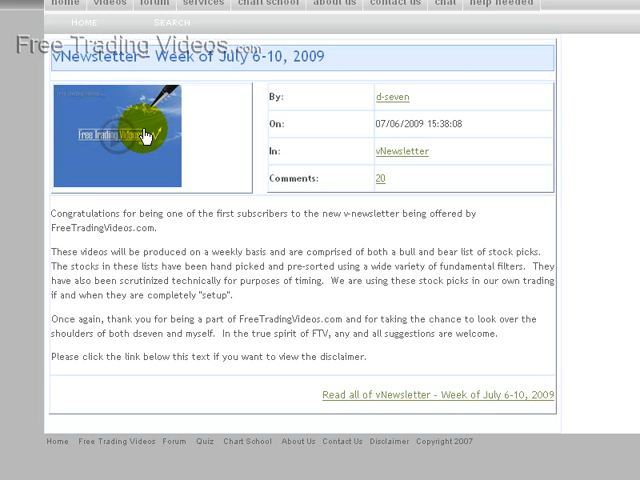 home videos forum services chart school about us contact us chat help needed
HOME SEARCH
Free Trading Videos.com
vNewsletter - Week of July 6-10, 2009
By: d-seven
On: 07/06/2009 15:38:08
In: vNewsletter
Comments: 20
Free Trading Videos
Congratulations for being one of the first subscribers to the new v-newsletter being offered by
FreeTradingVideos.com.
These videos will be produced on a weekly basis and are comprised of both a bull and bear list of stock picks.
The stocks in these lists have been hand picked and pre-sorted using a wide variety of fundamental filters. They
have also been scrutinized technically for purposes of timing. We are using these stock picks in our own trading
if and when they are completely "setup".
Once again, thank you for being a part of FreeTradingVideos.com and for taking the chance to look over the
shoulders of both dseven and myself. In the true spirit of FTV, any and all suggestions are welcome.
Please click the link below this text if you want to view the disclaimer.
Read all of vNewsletter - Week of July 6-10, 2009
Home Free Trading Videos Forum Quiz Chart School About Us Contact Us Disclaimer Copyright 2007